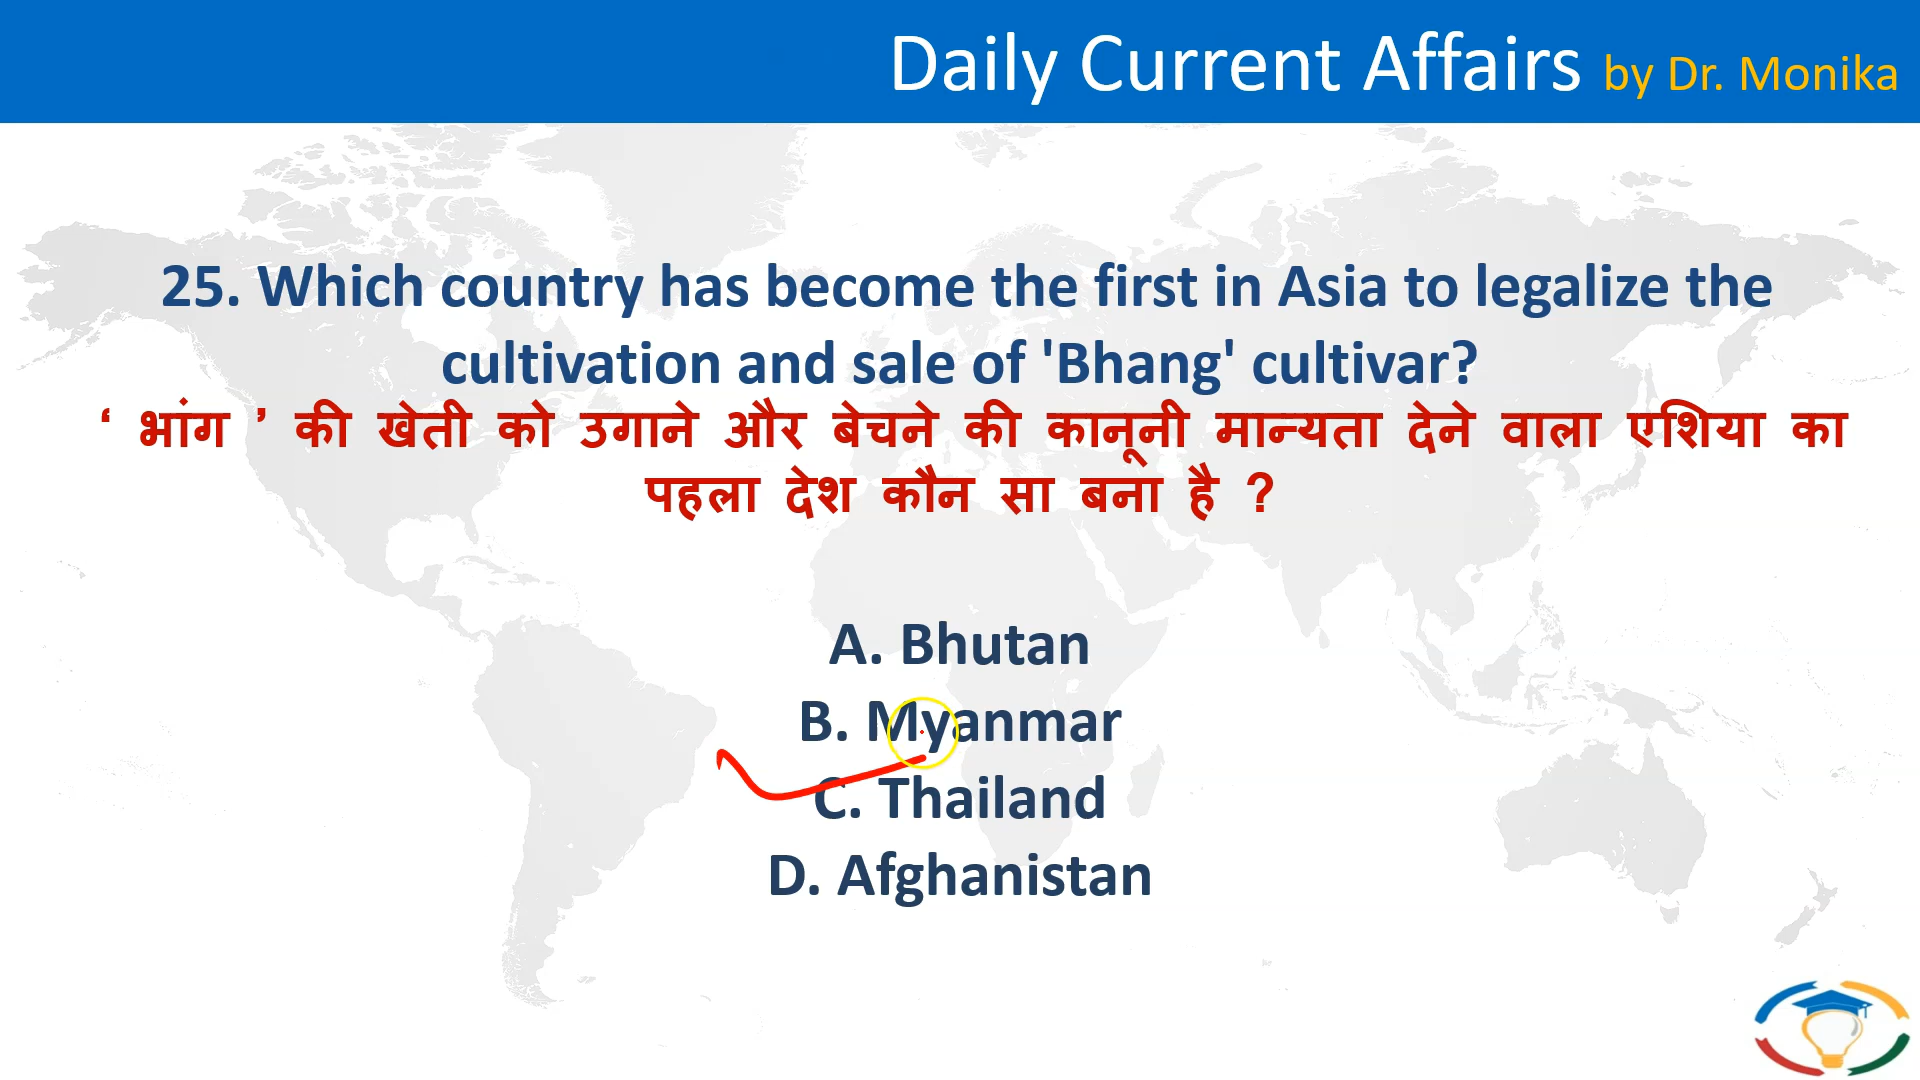 Daily Current Affairs by Dr. Monika
25. Which country has become the first in Asia to legalize the
cultivation and sale of 'Bhang' cultivar?
‘ भांग ’ की खेती को उगाने और बेचने की कानूनी मान्यता देने वाला एशिया का
पहला देश कौन सा बना है ?
A. Bhutan
B. Myanmar
C. Thailand
D. Afghanistan